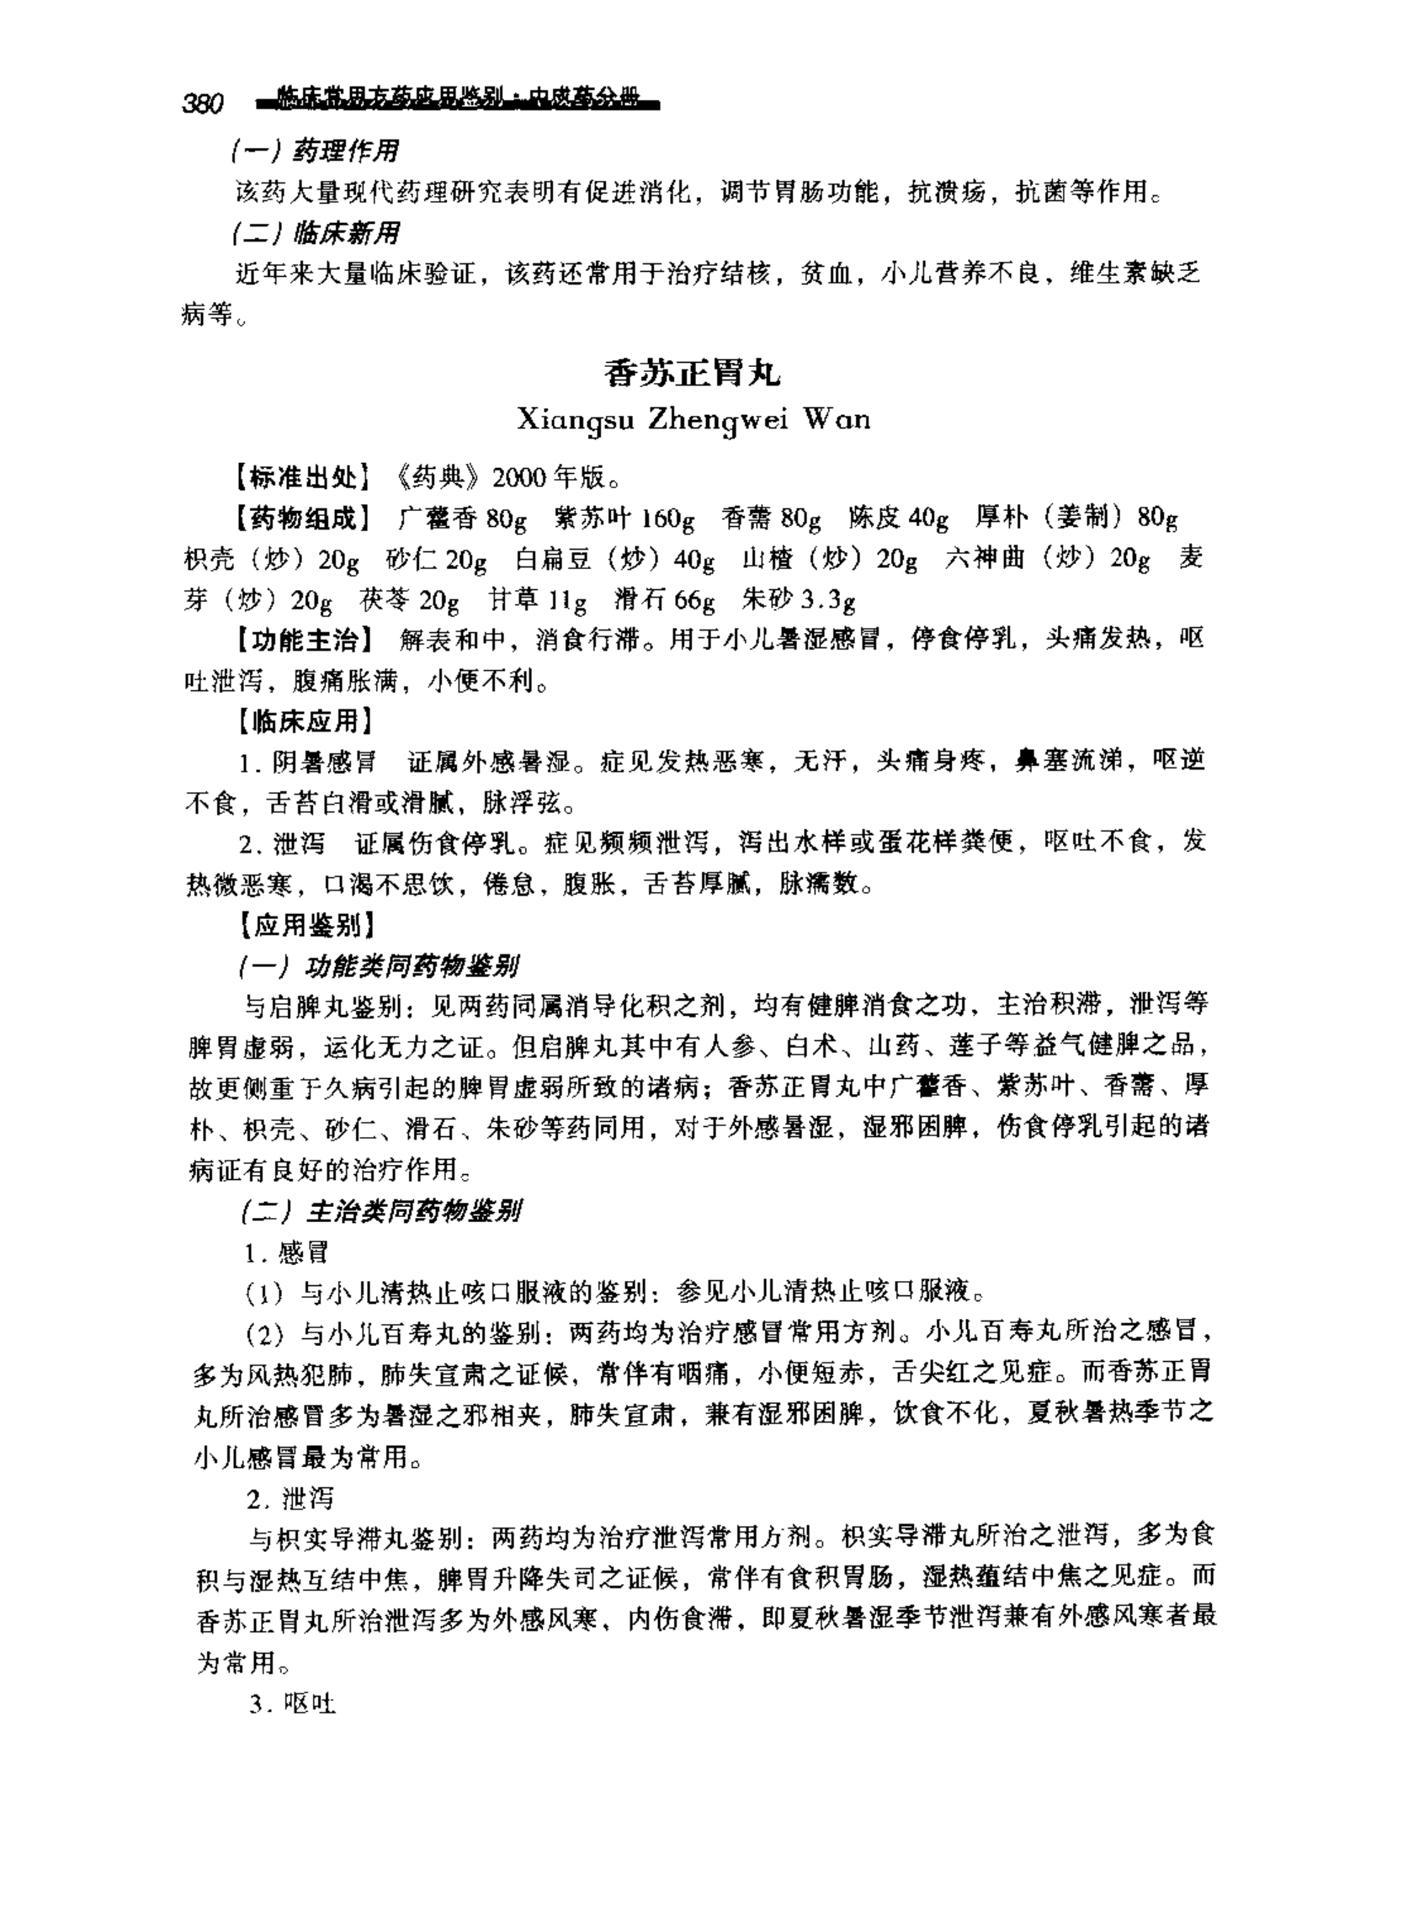 380 临床常用方药应用鉴别：中成药分册
(一) 药理作用
该药大量现代药理研究表明有促进消化，调节胃肠功能，抗溃疡，抗菌等作用。
(二) 临床新用
近年来大量临床验证，该药还常用于治疗结核，贫血，小儿营养不良，维生素缺乏
病等。
香苏正胃丸
Xiangsu Zhengwei Wan
【标准出处】《药典》2000年版。
【药物组成】 广藿香 80g 紫苏叶 160g 香薷 80g 陈皮 40g 厚朴（姜制）80g
枳壳（炒）20g 砂仁 20g 白扁豆（炒）40g 山楂（炒）20g 六神曲（炒）20g 麦
芽（炒）20g 茯苓 20g 甘草 11g 滑石 66g 朱砂 3.3g
【功能主治】 解表和中，消食行滞。用于小儿暑湿感冒，停食停乳，头痛发热，呕
吐泄泻，腹痛胀满，小便不利。
【临床应用】
1. 阴暑感冒 证属外感暑湿。症见发热恶寒，无汗，头痛身疼，鼻塞流涕，呕逆
不食，舌苔白滑或滑腻，脉浮弦。
2. 泄泻 证属伤食停乳。症见频频泄泻，泻出水样或蛋花样粪便，呕吐不食，发
热微恶寒，口渴不思饮，倦怠，腹胀，舌苔厚腻，脉濡数。
【应用鉴别】
(一) 功能类同药物鉴别
与启脾丸鉴别：见两药同属消导化积之剂，均有健脾消食之功，主治积滞，泄泻等
脾胃虚弱，运化无力之证。但启脾丸其中有人参、白术、山药、莲子等益气健脾之品，
故更侧重于久病引起的脾胃虚弱所致的诸病；香苏正胃丸中广藿香、紫苏叶、香薷、厚
朴、枳壳、砂仁、滑石、朱砂等药同用，对于外感暑湿，湿邪困脾，伤食停乳引起的诸
病证有良好的治疗作用。
(二) 主治类同药物鉴别
1. 感冒
(1) 与小儿清热止咳口服液的鉴别：参见小儿清热止咳口服液。
(2) 与小儿百寿丸的鉴别：两药均为治疗感冒常用方剂。小儿百寿丸所治之感冒，
多为风热犯肺，肺失宣肃之证候，常伴有咽痛，小便短赤，舌尖红之见症。而香苏正胃
丸所治感冒多为暑湿之邪相夹，肺失宣肃，兼有湿邪困脾，饮食不化，夏秋暑热季节之
小儿感冒最为常用。
2. 泄泻
与枳实导滞丸鉴别：两药均为治疗泄泻常用方剂。枳实导滞丸所治之泄泻，多为食
积与湿热互结中焦，脾胃升降失司之证候，常伴有食积胃肠，湿热蕴结中焦之见症。而
香苏正胃丸所治泄泻多为外感风寒，内伤食滞，即夏秋暑湿季节泄泻兼有外感风寒者最
为常用。
3. 呕吐